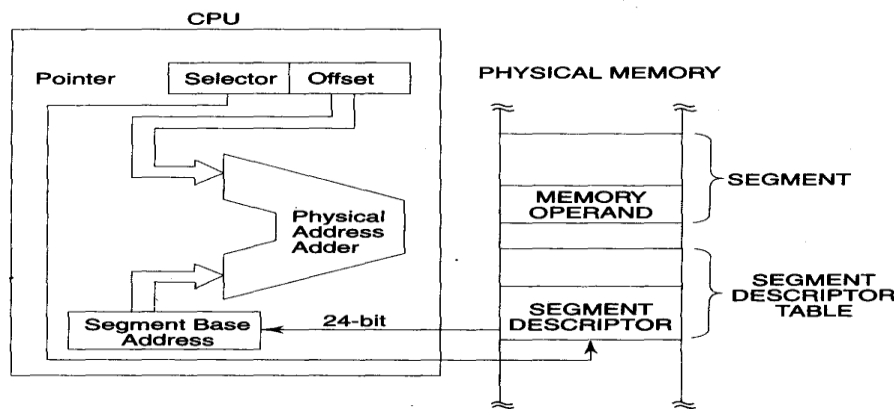 CPU
Pointer
Selector
Offset
PHYSICAL MEMORY
SEGMENT
MEMORY
OPERAND
Physical
Address
Adder
SEGMENT
DESCRIPTOR
TABLE
Segment Base
Address
24-bit
SEGMENT
DESCRIPTOR